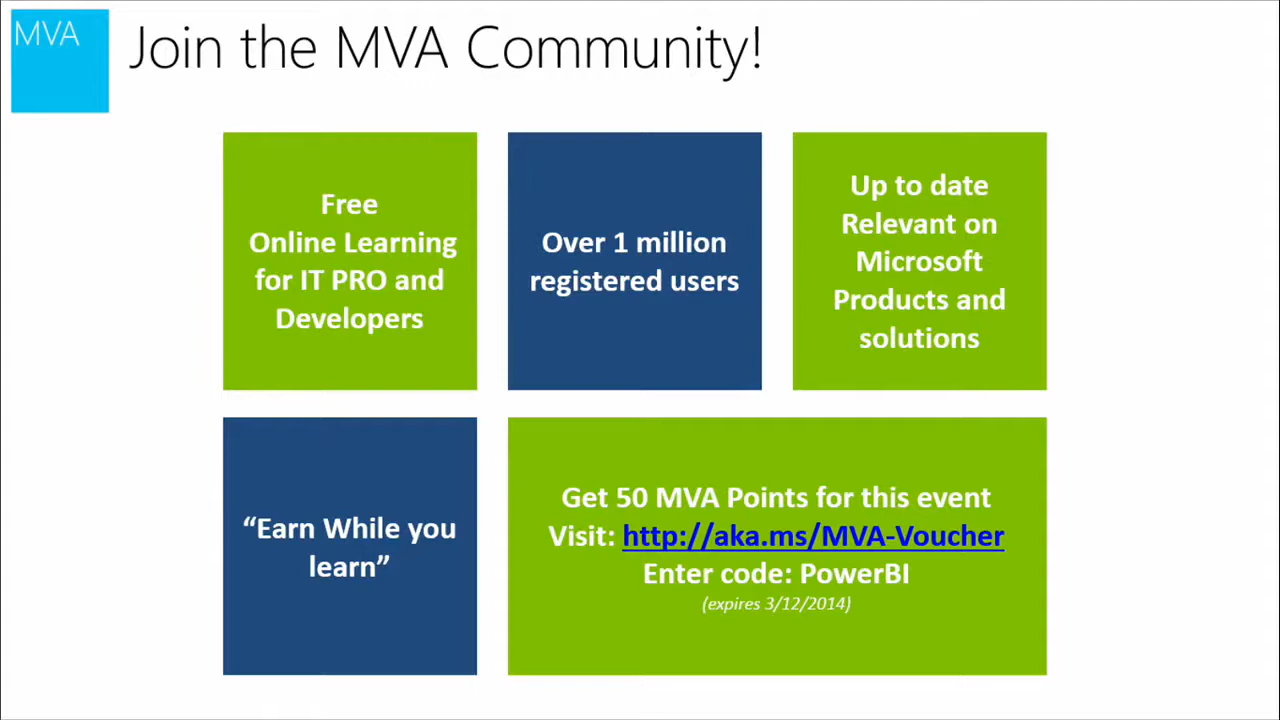 MVA
Join the MVA Community!
Free
Online Learning
for IT PRO and
Developers
Over 1 million
registered users
Up to date
Relevant on
Microsoft
Products and
solutions
“Earn While you
learn”
Get 50 MVA Points for this event
Visit: http://aka.ms/MVA-Voucher
Enter code: PowerBI
(expires 3/12/2014)